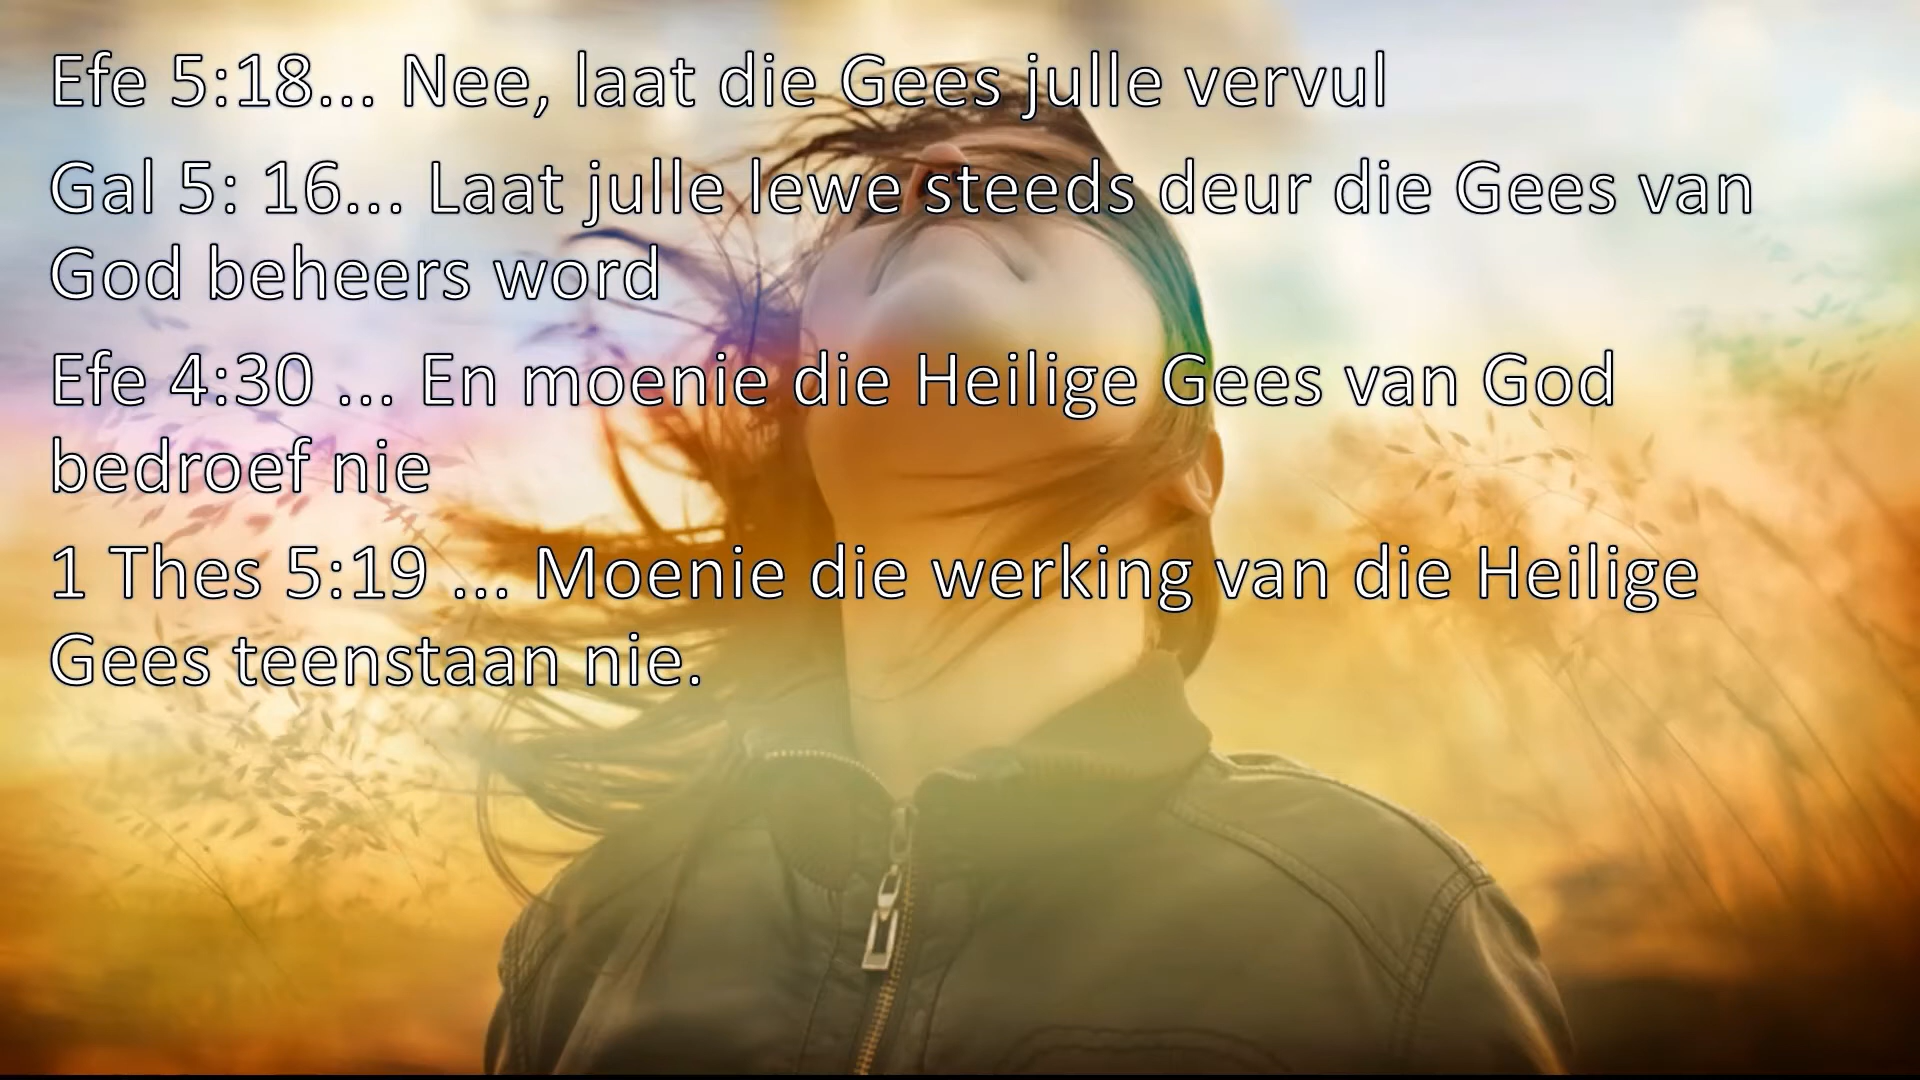 Efe 5:18... Nee, laat die Gees julle vervul
Gal 5: 16... Laat julle lewe steeds deur die Gees van
God beheers word
Efe 4:30 ... En moenie die Heilige Gees van God
bedroef nie
1 Thes 5:19 ... Moenie die werking van die Heilige
Gees teenstaan nie.